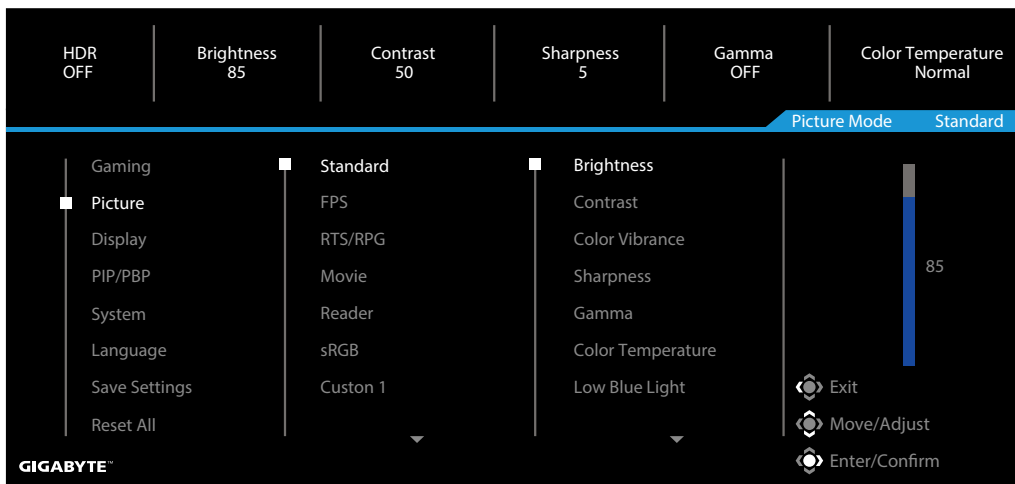 HDR
OFF
Brightness
85
Contrast
50
Sharpness
5
Gamma
OFF
Color Temperature
Normal
Picture Mode Standard
Gaming
Picture
Display
PIP/PBP
System
Language
Save Settings
Reset All
Standard
FPS
RTS/RPG
Movie
Reader
sRGB
Custon 1
Brightness
Contrast
Color Vibrance
Sharpness
Gamma
Color Temperature
Low Blue Light
85
Exit
Move/Adjust
Enter/Confirm
GIGABYTE™